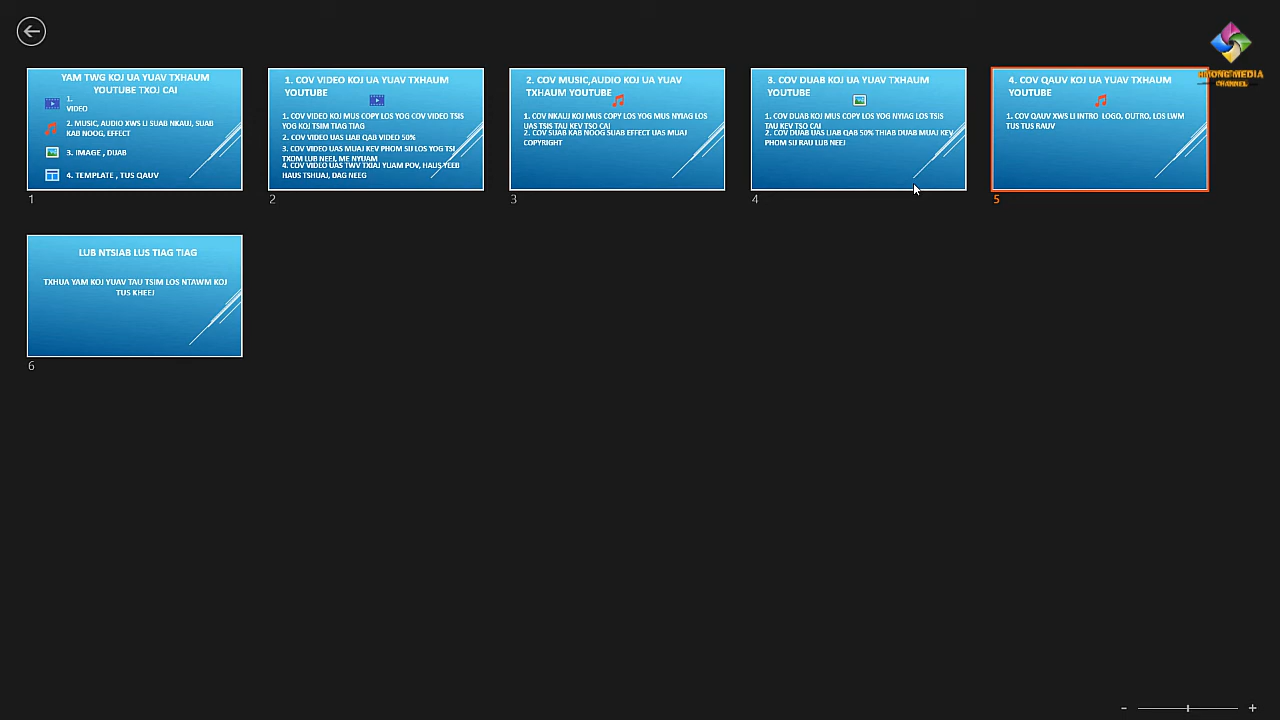 HMONG MEDIA
CHANNEL
YAM TWG KOJ UA YUAV TXHAUM
YOUTUBE TXOJ CAI
1.
VIDEO
2. MUSIC, AUDIO XWS LI SUAB NKAUJ, SUAB
KAB NOOG, EFFECT
3. IMAGE , DUAB
4. TEMPLATE , TUS QAUV
1
1. COV VIDEO KOJ UA YUAV TXHAUM
YOUTUBE
1. COV VIDEO KOJ MUS COPY LOS YOG COV VIDEO TSIS
YOG KOJ TSIM TIAG TIAG
2. COV VIDEO UAS LIAB QAB VIDEO 50%
3. COV VIDEO UAS MUAJ KEV PHOM SIJ LOS YOG TSI
TXOM LUB NEEJ, ME NYUAM
4. COV VIDEO UAS TWV TXIAJ YUAM POV, HAUS YEEB
HAUS TSHUAJ, DAG NEEG
2
2. COV MUSIC,AUDIO KOJ UA YUAV
TXHAUM YOUTUBE
1. COV NKAUJ KOJ MUS COPY LOS YOG MUS NYIAG LOS
UAS TSIS TAU KEV TSO CAI
2. COV SUAB KAB NOOG SUAB EFFECT UAS MUAJ
COPYRIGHT
3
3. COV DUAB KOJ UA YUAV TXHAUM
YOUTUBE
1. COV DUAB KOJ MUS COPY LOS YOG NYIAG LOS TSIS
TAU KEV TSO CAI
2. COV DUAB UAS LIAB QAB 50% THIAB DUAB MUAJ KEV
PHOM SIJ RAU LUB NEEJ
4
4. COV QAUV KOJ UA YUAV TXHAUM
YOUTUBE
1. COV QAUV XWS LI INTRO LOGO, OUTRO, LOS LWM
TUS TUS RAUV
5
LUB NTSIAB LUS TIAG TIAG
TXHUA YAM KOJ YUAV TAU TSIM LOS NTAWM KOJ
TUS KHEEJ
6